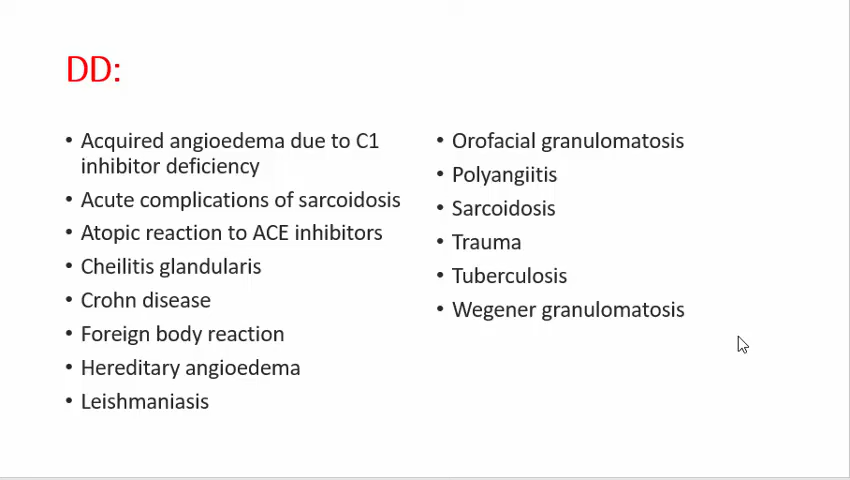 DD:
• Acquired angioedema due to C1
inhibitor deficiency
• Acute complications of sarcoidosis
• Atopic reaction to ACE inhibitors
• Cheilitis glandularis
• Crohn disease
• Foreign body reaction
• Hereditary angioedema
• Leishmaniasis
• Orofacial granulomatosis
• Polyangiitis
• Sarcoidosis
• Trauma
• Tuberculosis
• Wegener granulomatosis